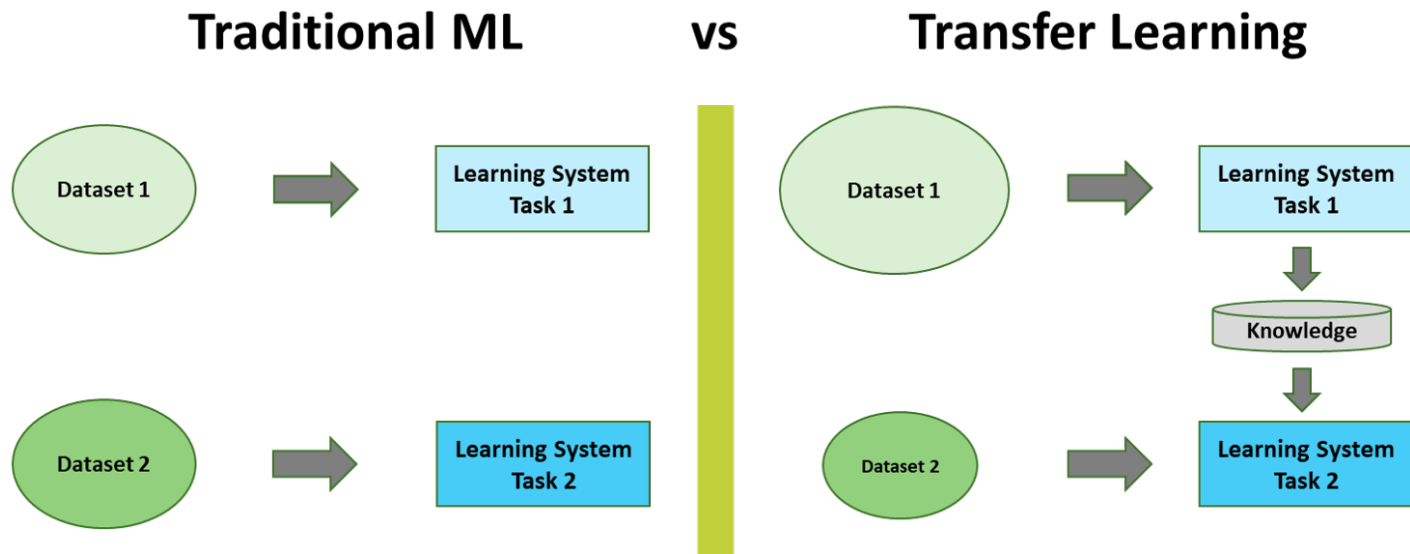 Traditional ML vs Transfer Learning
Dataset 1
Learning System
Task 1
Dataset 1
Learning System
Task 1
Knowledge
Dataset 2
Learning System
Task 2
Dataset 2
Learning System
Task 2